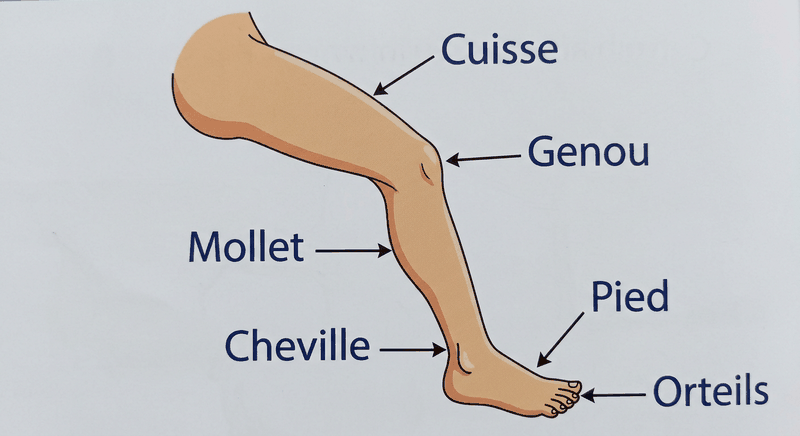 Cuisse
Genou
Mollet
Pied
Cheville
Orteils